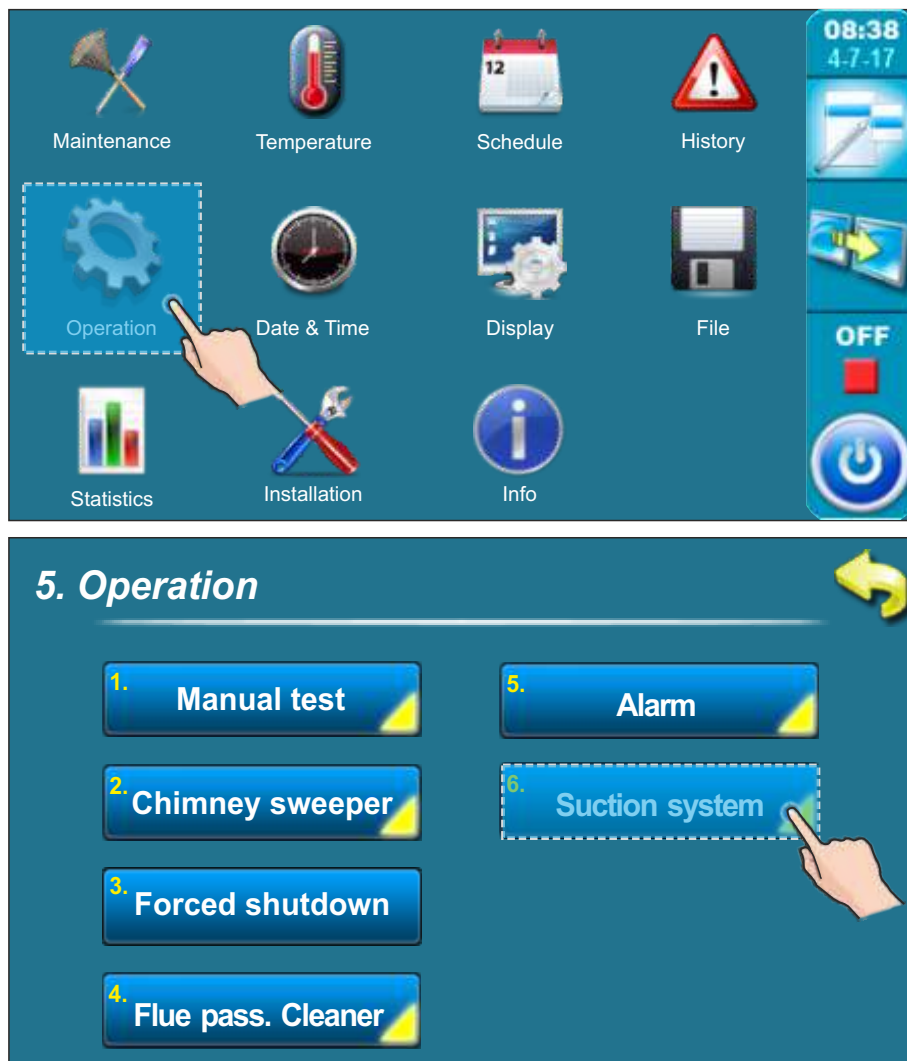 08:38
4-7-17
12
Maintenance
Temperature
Schedule
History
Operation
Date & Time
Display
File
OFF
Statistics
Installation
Info
5. Operation
1. Manual test
5. Alarm
2. Chimney sweeper
6. Suction system
3. Forced shutdown
4. Flue pass. Cleaner